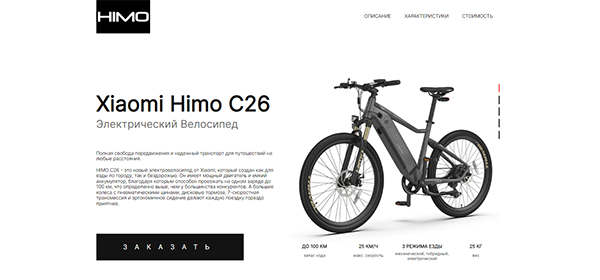 HIMO
ОПИСАНИЕ ХАРАКТЕРИСТИКИ СТОИМОСТЬ
Xiaomi Himo C26
Электрический Велосипед
Полная свобода передвижения и надежный транспорт для путешествий на
любые расстояния.
HIMO C26 - это новый электровелосипед от Xiaomi, который создан как для
езды по городу, так и бездорожью. Он имеет мощный двигатель и емкий
аккумулятор, благодаря которым способен проезжать на одном заряде до
100 км, что определенно выше, чем у большинства конкурентов. А большие
колеса с пневматическими шинами, дисковые тормоза, 7-скоростная
трансмиссия и эргономичное сидение делают каждую поездку гораздо
приятнее.
ЗАКАЗАТЬ
ДО 100 КМ 25 КМ/Ч 3 РЕЖИМА ЕЗДЫ 25 КГ
запас хода макс. скорость механический, гибридный, вес
электрический